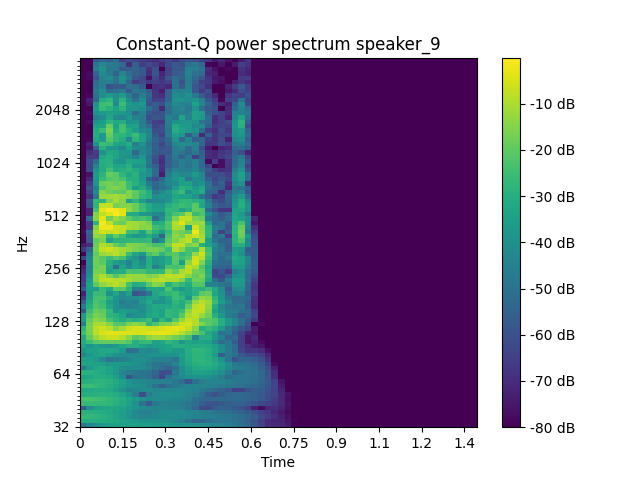 Constant-Q power spectrum speaker_9
Hz
2048
1024
512
256
128
64
32
0 0.15 0.3 0.45 0.6 0.75 0.9 1.1 1.2 1.4
Time
-10 dB
-20 dB
-30 dB
-40 dB
-50 dB
-60 dB
-70 dB
-80 dB